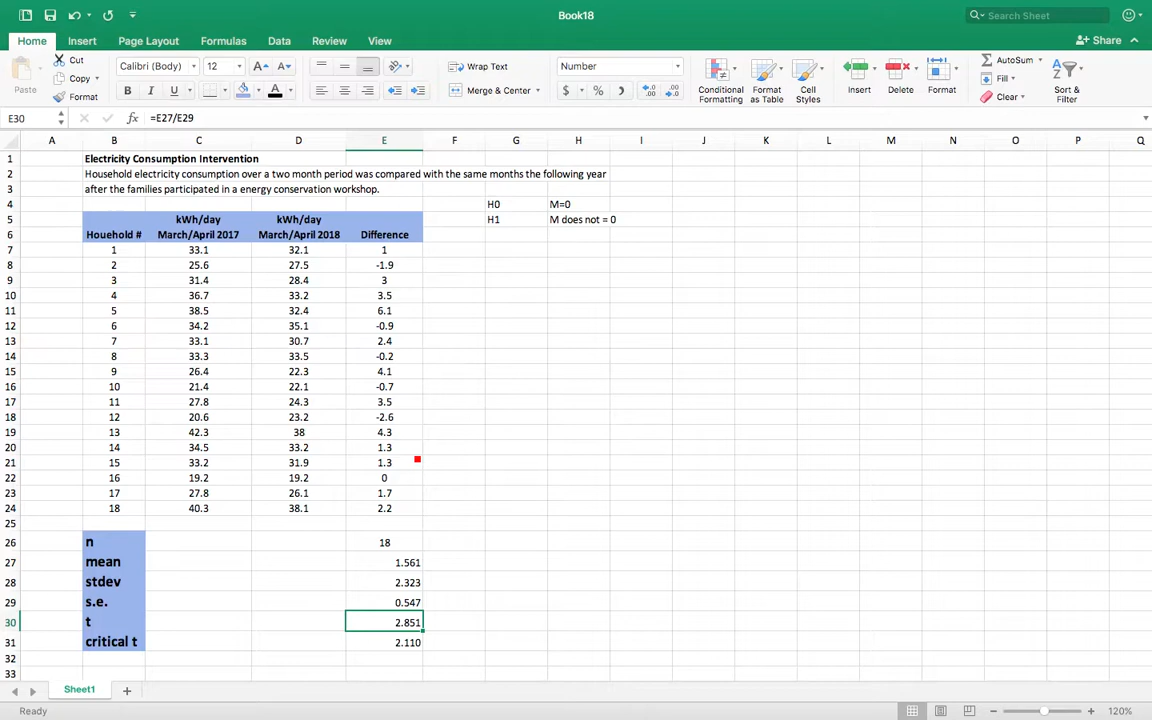 Book18
Search Sheet
Home Insert Page Layout Formulas Data Review View
Share
Paste
Cut
Copy
Format
Calibri (Body) 12 A A
B I U A
Wrap Text
Merge & Center
Number
$ %
Conditional Formatting
Format as Table
Cell Styles
Insert
Delete
Format
AutoSum
Fill
Clear
Sort & Filter
E30 fx =E27/E29
A B C D E F G H I J K L M N O P Q
1 Electricity Consumption Intervention
2 Household electricity consumption over a two month period was compared with the same months the following year
3 after the families participated in a energy conservation workshop.
4 H0 M=0
5 kWh/day kWh/day H1 M does not = 0
6 Houehold # March/April 2017 March/April 2018 Difference
7 1 33.1 32.1 1
8 2 25.6 27.5 -1.9
9 3 31.4 28.4 3
10 4 36.7 33.2 3.5
11 5 38.5 32.4 6.1
12 6 34.2 35.1 -0.9
13 7 33.1 30.7 2.4
14 8 33.3 33.5 -0.2
15 9 26.4 22.3 4.1
16 10 21.4 22.1 -0.7
17 11 27.8 24.3 3.5
18 12 20.6 23.2 -2.6
19 13 42.3 38 4.3
20 14 34.5 33.2 1.3
21 15 33.2 31.9 1.3
22 16 19.2 19.2 0
23 17 27.8 26.1 1.7
24 18 40.3 38.1 2.2
25
26 n 18
27 mean 1.561
28 stdev 2.323
29 s.e. 0.547
30 t 2.851
31 critical t 2.110
32
33
Sheet1
Ready
120%